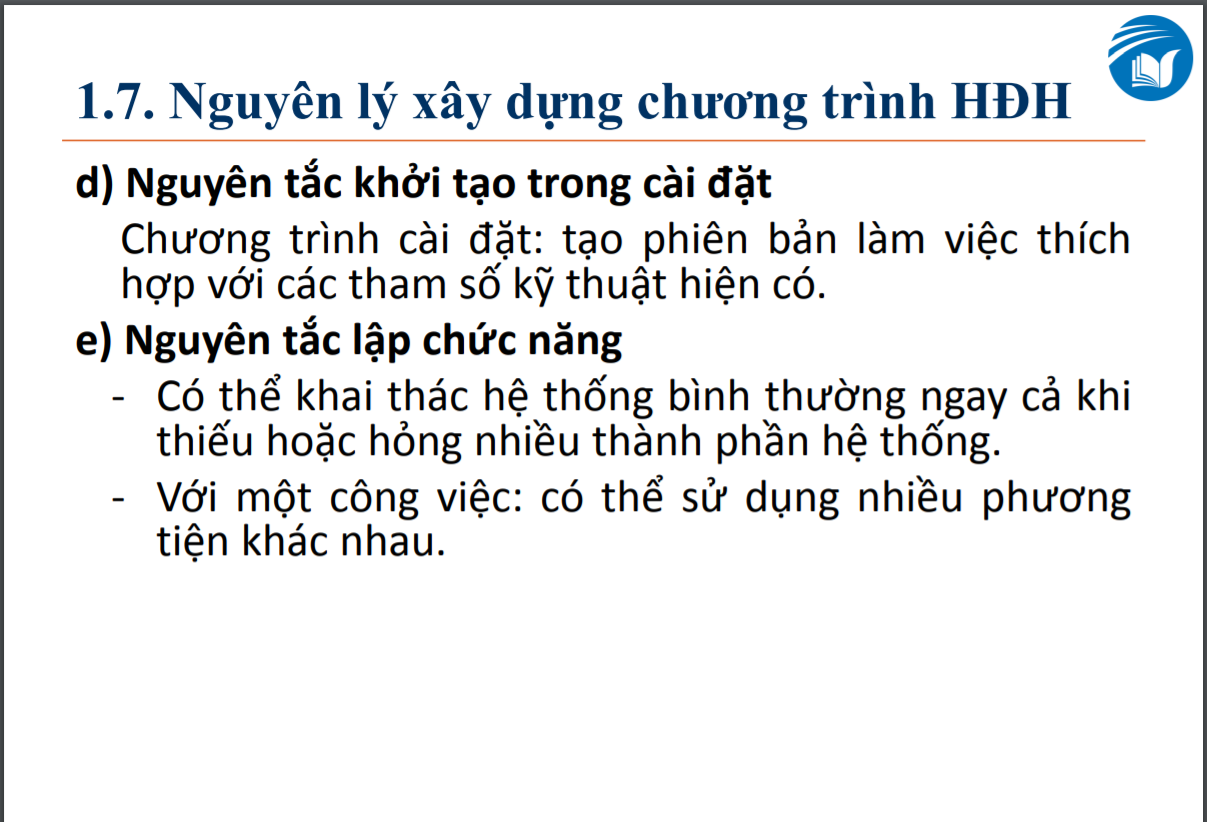 1.7. Nguyên lý xây dựng chương trình HĐH
d) Nguyên tắc khởi tạo trong cài đặt
Chương trình cài đặt: tạo phiên bản làm việc thích
hợp với các tham số kỹ thuật hiện có.
e) Nguyên tắc lập chức năng
- Có thể khai thác hệ thống bình thường ngay cả khi
thiếu hoặc hỏng nhiều thành phần hệ thống.
- Với một công việc: có thể sử dụng nhiều phương
tiện khác nhau.